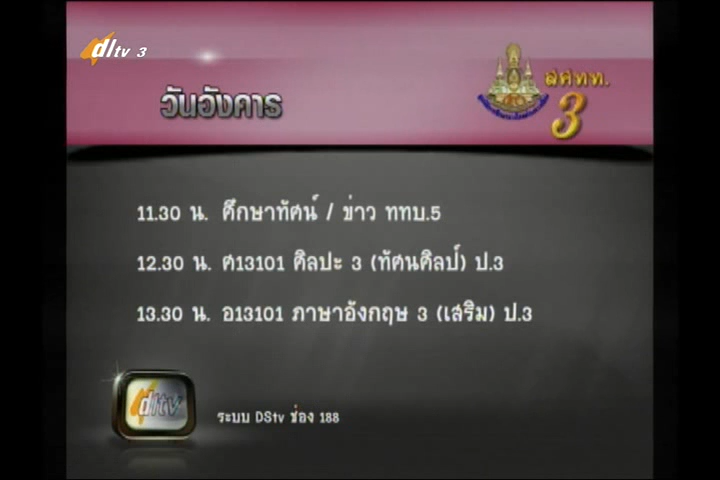 dltv 3
วันอังคาร
สศทท.
3
11.30 น. ศึกษาทัศน์ / ข่าว ททบ.5
12.30 น. ศ13101 ศิลปะ 3 (ทัศนศิลป์) ป.3
13.30 น. อ13101 ภาษาอังกฤษ 3 (เสริม) ป.3
dltv
ระบบ DStv ช่อง 188